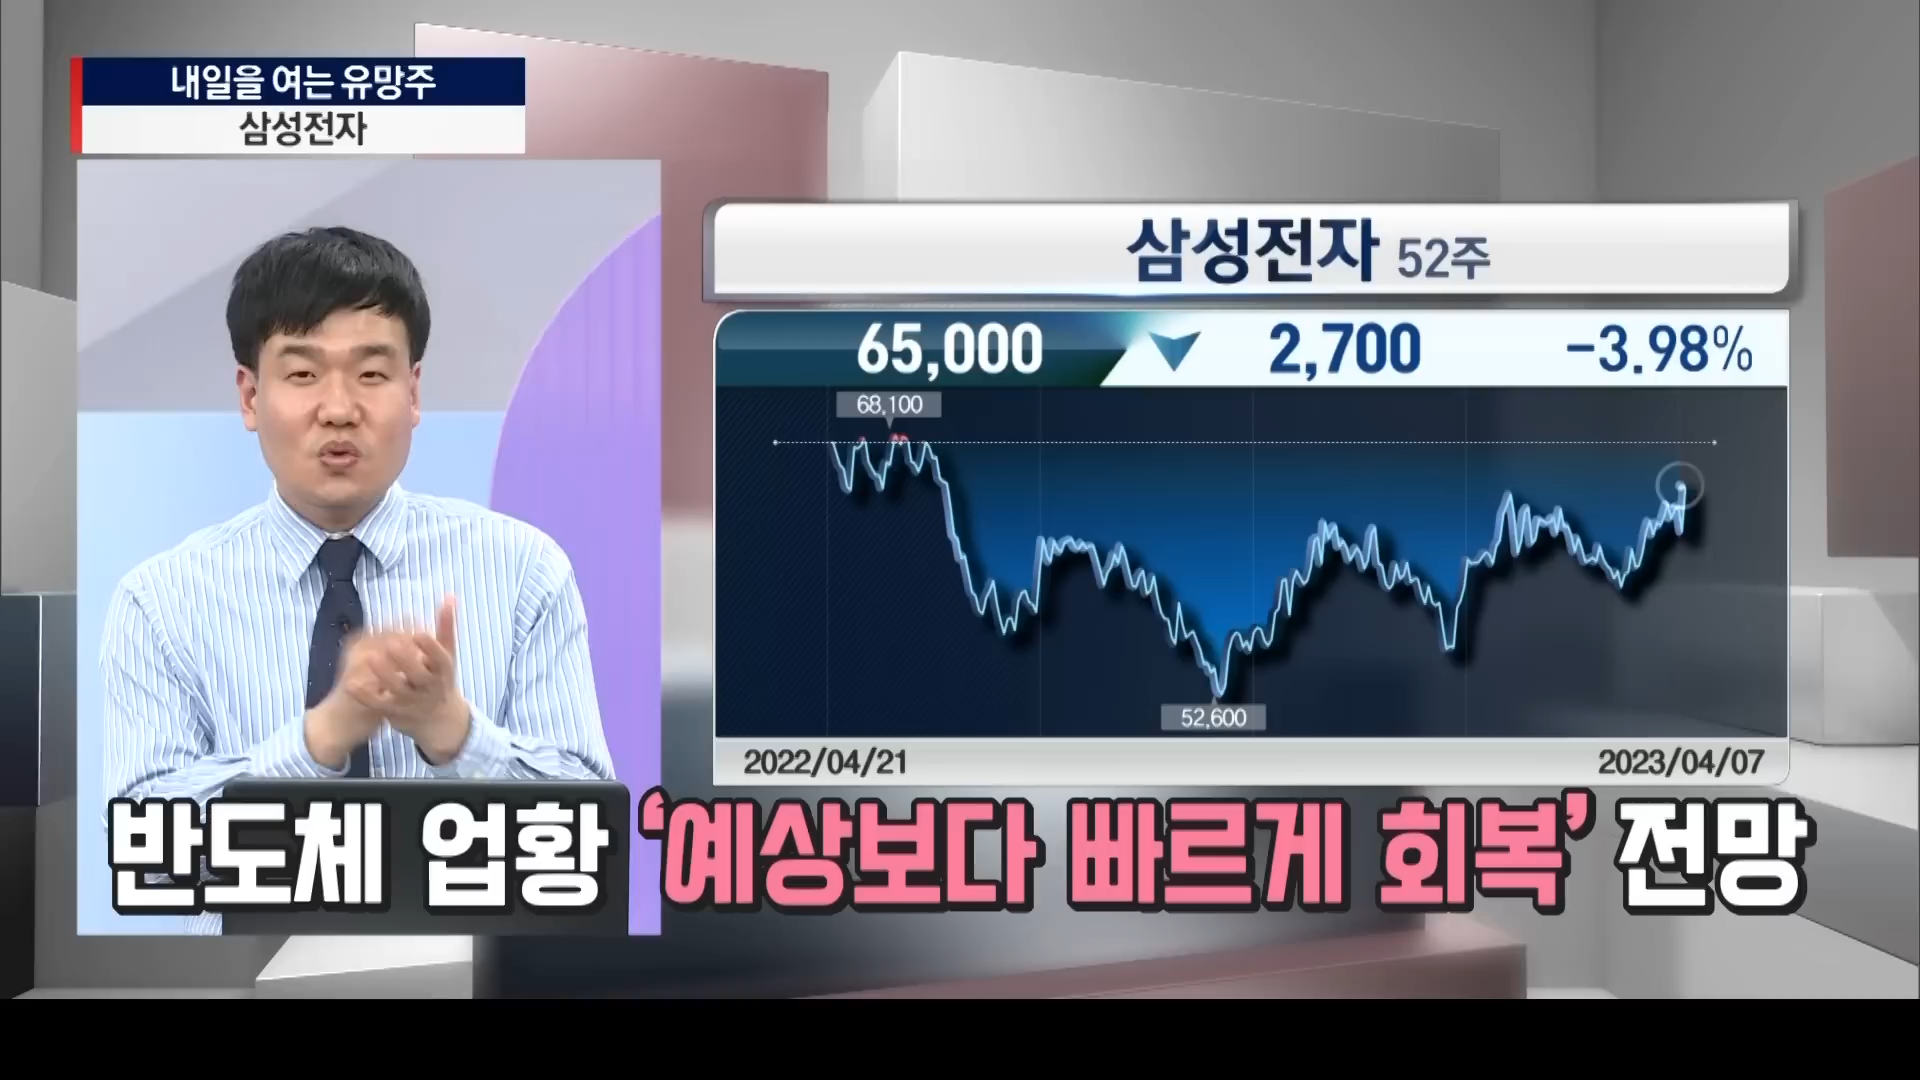 내일을 여는 유망주
삼성전자
삼성전자 52주
65,000 ▼ 2,700 -3.98%
68,100
52,600
2022/04/21 2023/04/07
반도체 업황 ‘예상보다 빠르게 회복’ 전망